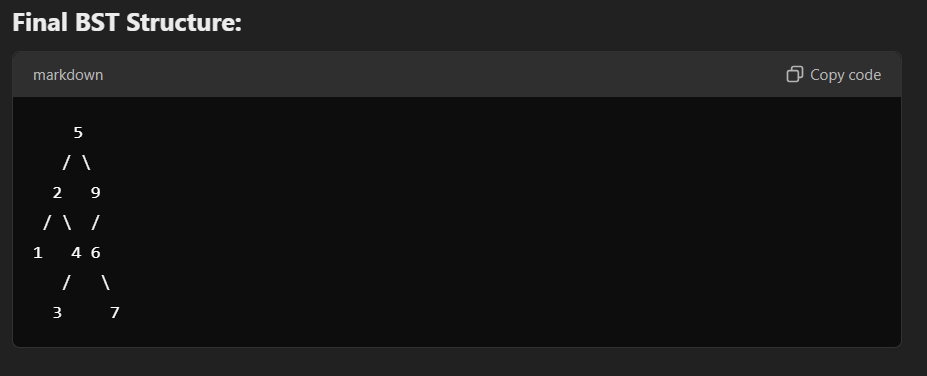 Final BST Structure:
markdown Copy code
     5
    / \
   2   9
  / \  /
 1   4 6
    /   \
   3     7